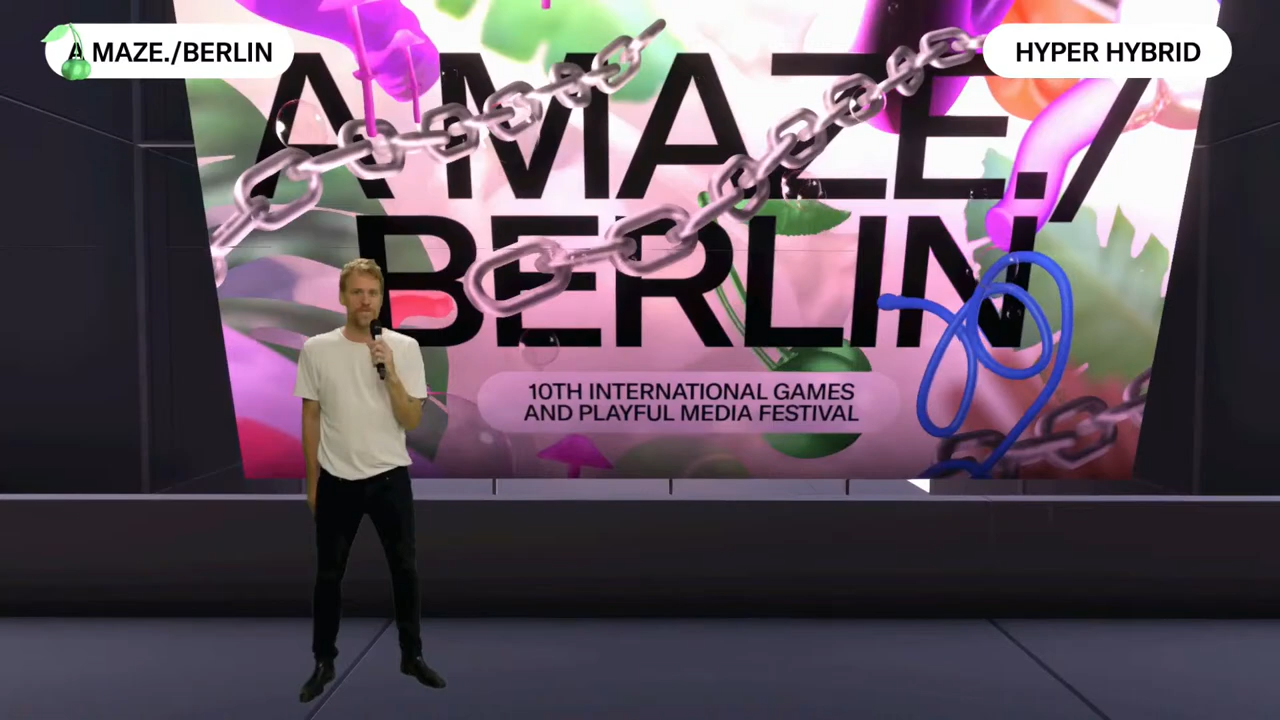 A MAZE./BERLIN
HYPER HYBRID
A MAZE./
BERLIN
10TH INTERNATIONAL GAMES
AND PLAYFUL MEDIA FESTIVAL